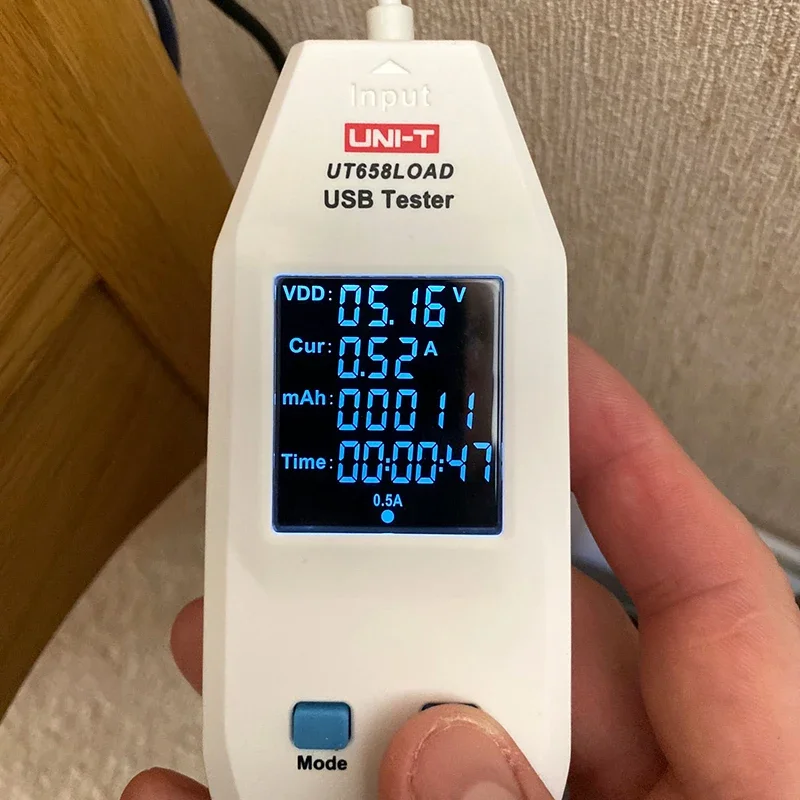 Input
UNI-T
UT658LOAD
USB Tester
VDD: 05.16 V
Cur: 0.52 A
mAh: 00011
Time: 00:00:47
0.5A
Mode